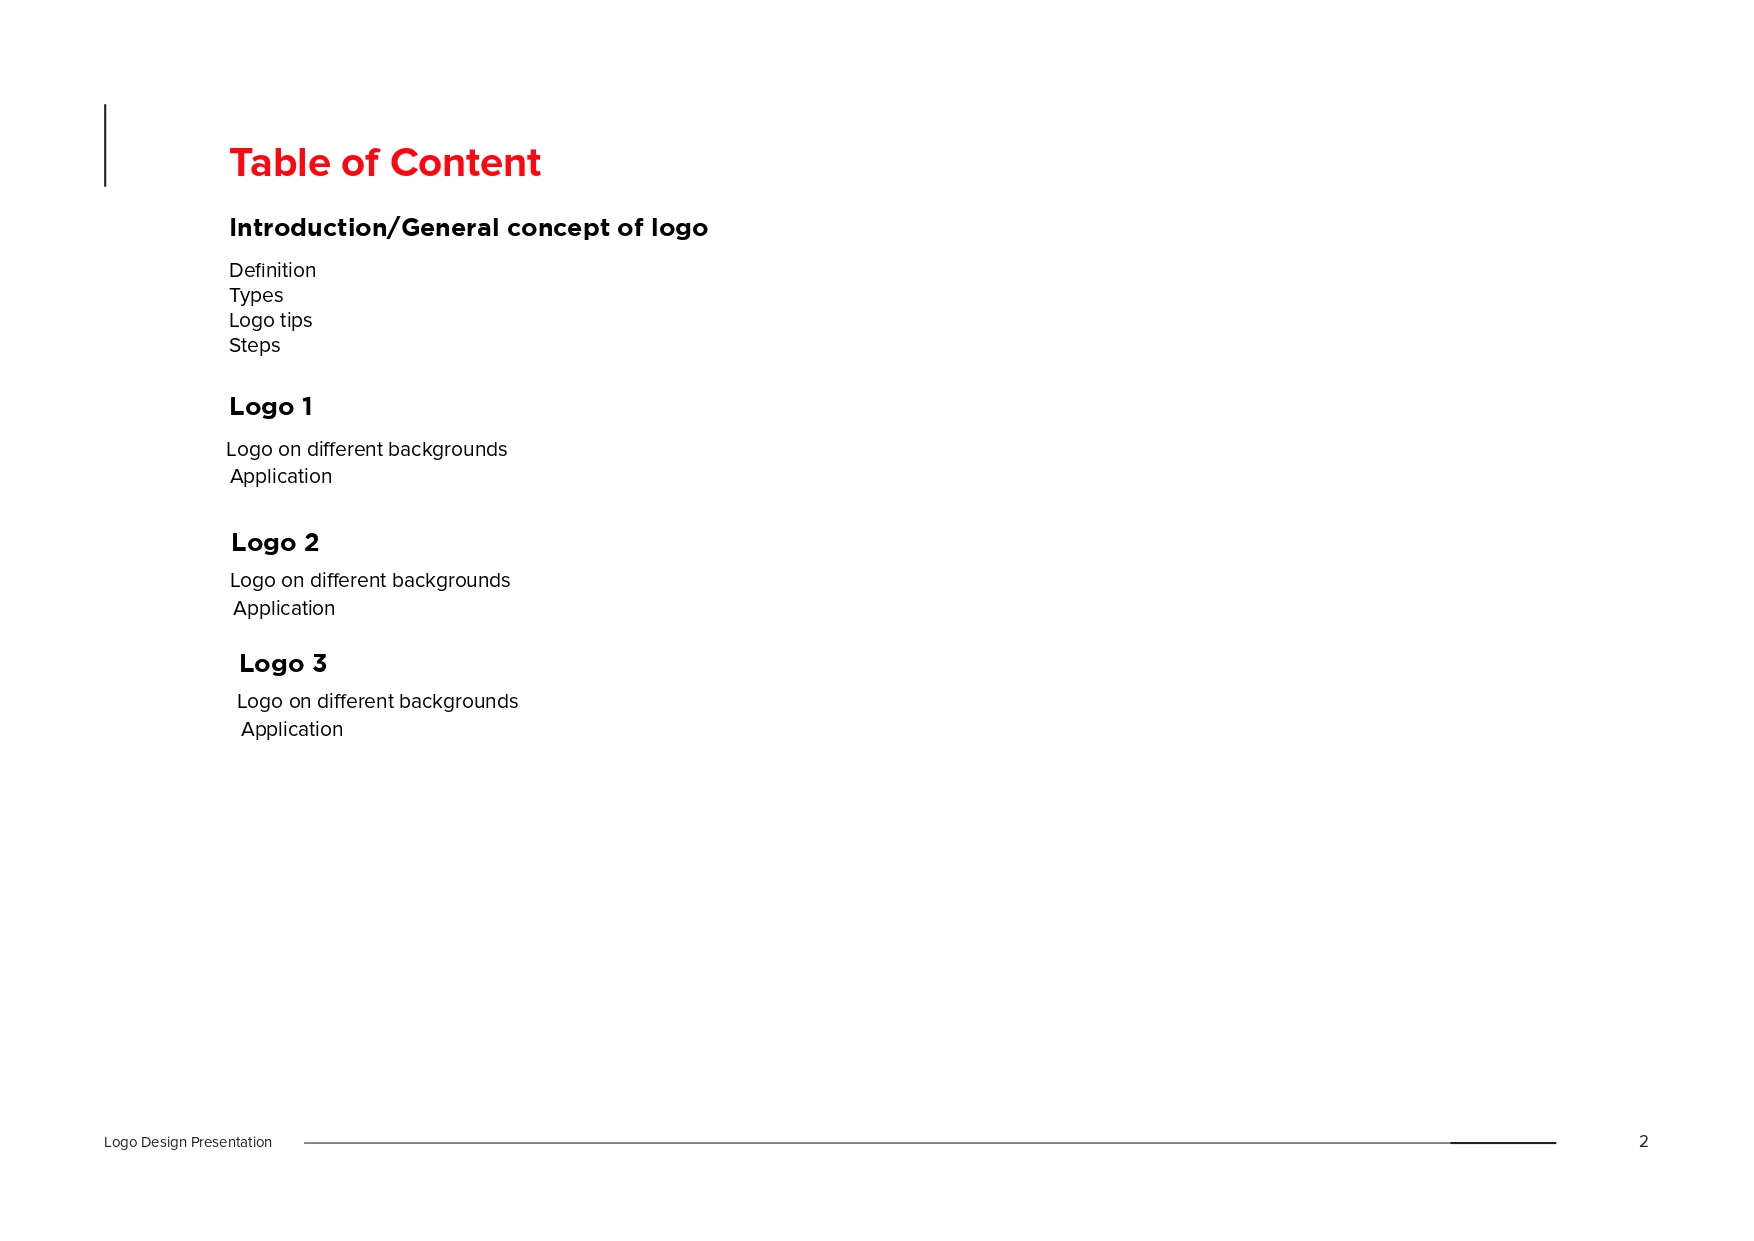 Table of Content
Introduction/General concept of logo
Definition
Types
Logo tips
Steps
Logo 1
Logo on different backgrounds
Application
Logo 2
Logo on different backgrounds
Application
Logo 3
Logo on different backgrounds
Application
Logo Design Presentation
2